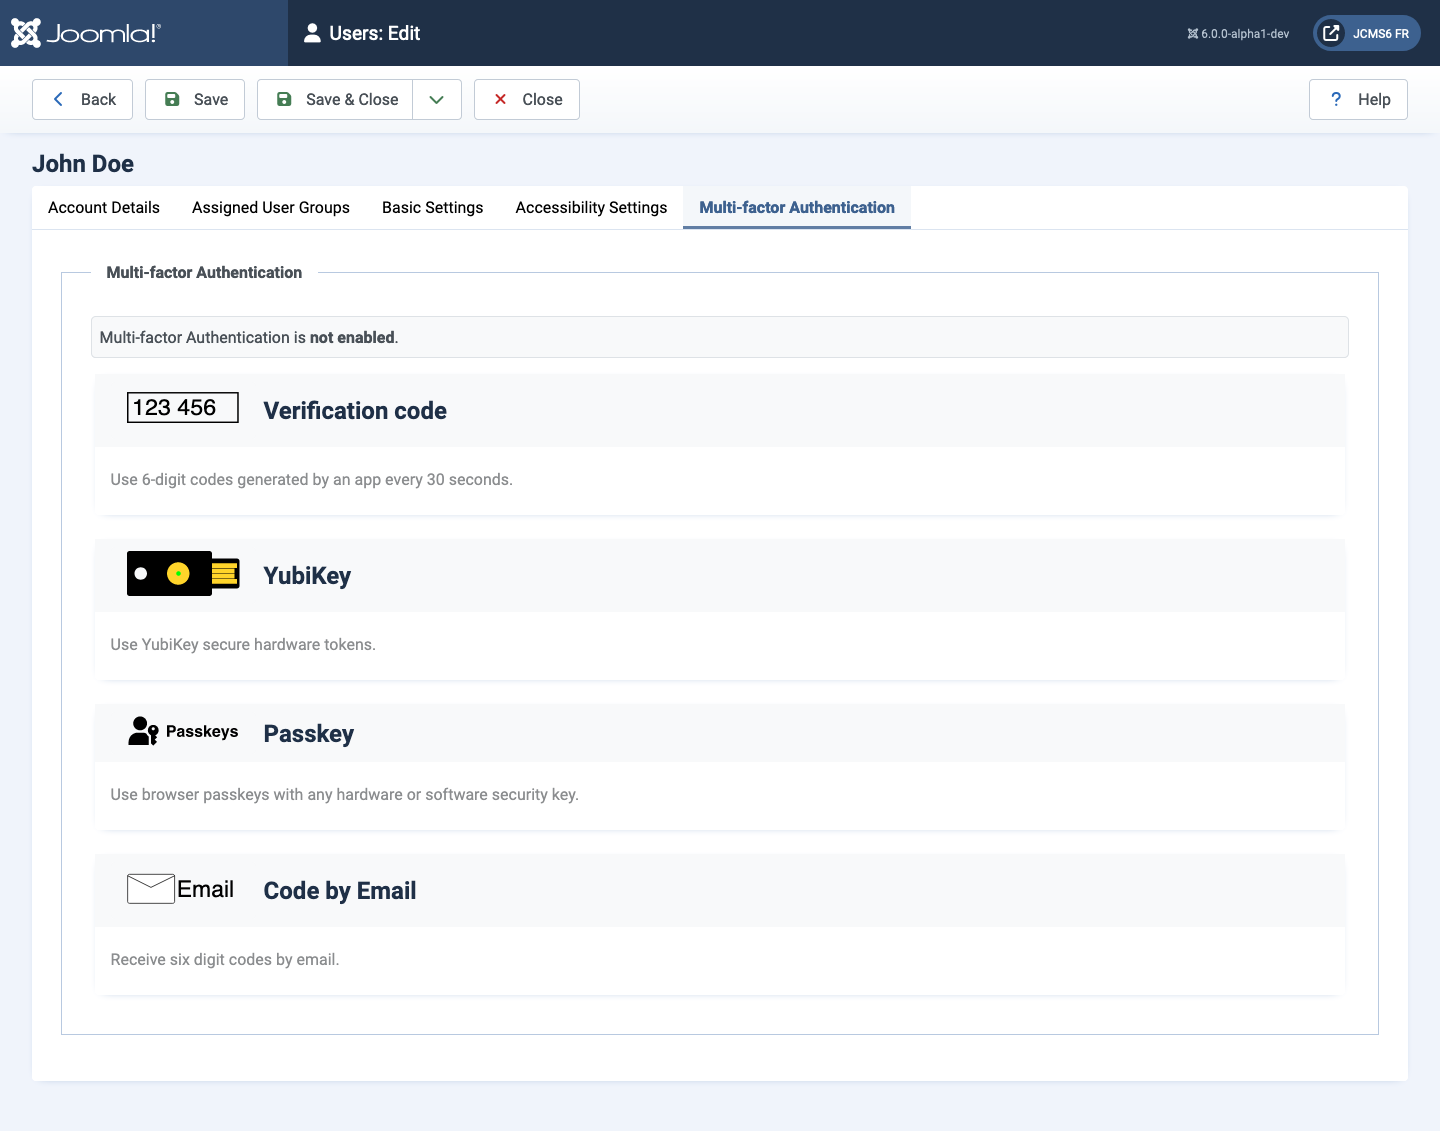 Joomla!®
Users: Edit
6.0.0-alpha1-dev
JCMS6 FR
Back
Save
Save & Close
Close
? Help
John Doe
Account Details
Assigned User Groups
Basic Settings
Accessibility Settings
Multi-factor Authentication
Multi-factor Authentication
Multi-factor Authentication is not enabled.
123 456
Verification code
Use 6-digit codes generated by an app every 30 seconds.
YubiKey
Use YubiKey secure hardware tokens.
Passkeys
Passkey
Use browser passkeys with any hardware or software security key.
Email
Code by Email
Receive six digit codes by email.